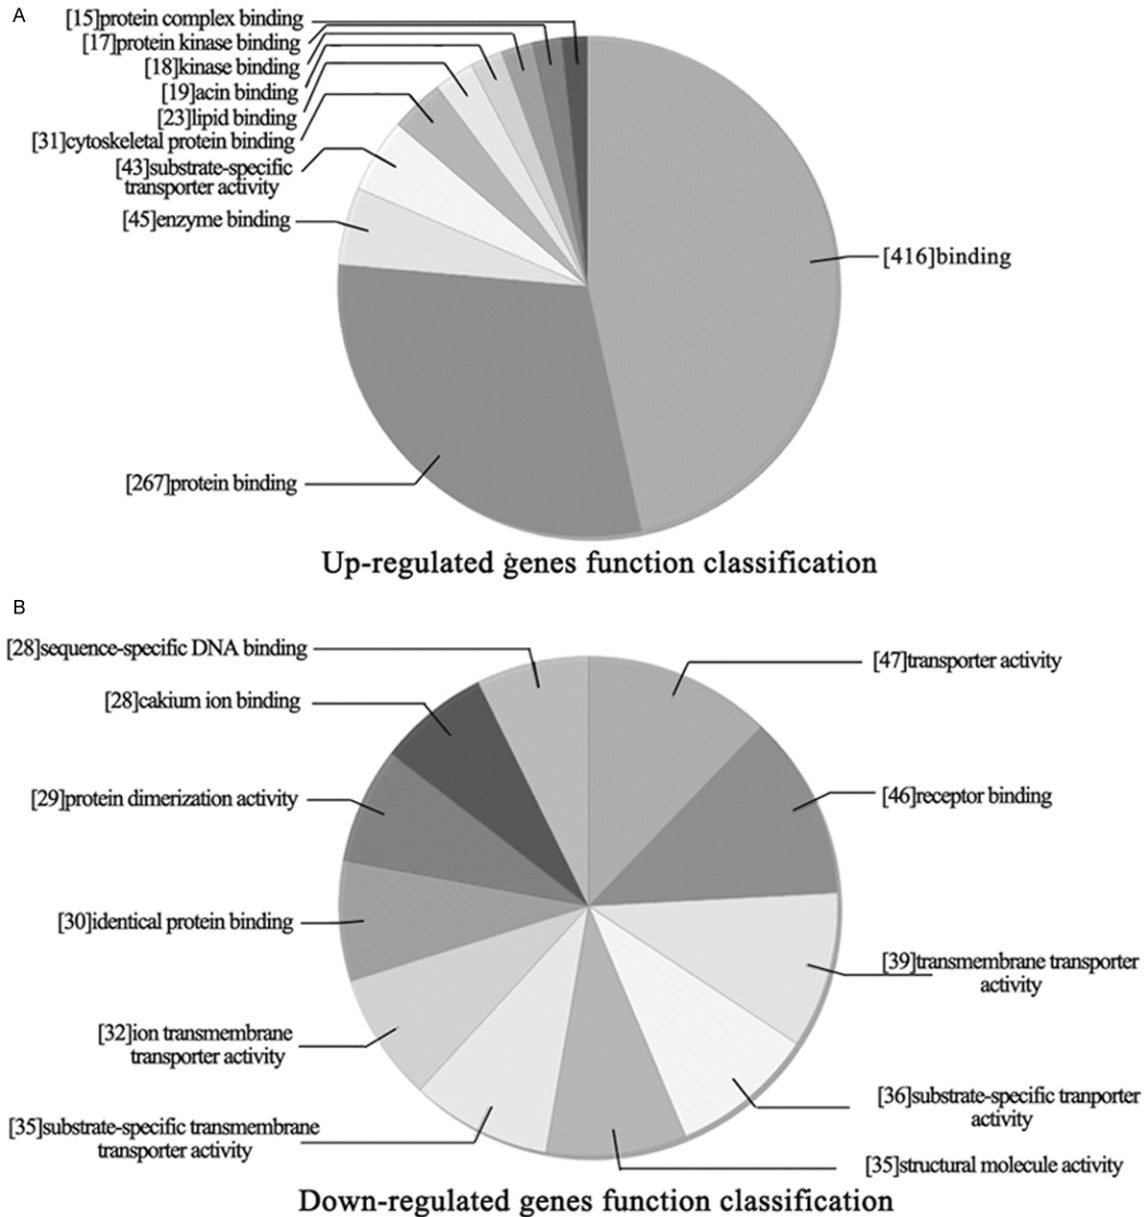 A
[15]protein complex binding
[17]protein kinase binding
[18]kinase binding
[19]acin binding
[23]lipid binding
[31]cytoskeletal protein binding
[43]substrate-specific
transporter activity
[45]enzyme binding
[416]binding
[267]protein binding
Up-regulated genes function classification
B
[28]sequence-specific DNA binding
[47]transporter activity
[28]cakium ion binding
[29]protein dimerization activity
[46]receptor binding
[30]identical protein binding
[39]transmembrane transporter
activity
[32]ion transmembrane
transporter activity
[36]substrate-specific tranporter
activity
[35]substrate-specific transmembrane
transporter activity
[35]structural molecule activity
Down-regulated genes function classification